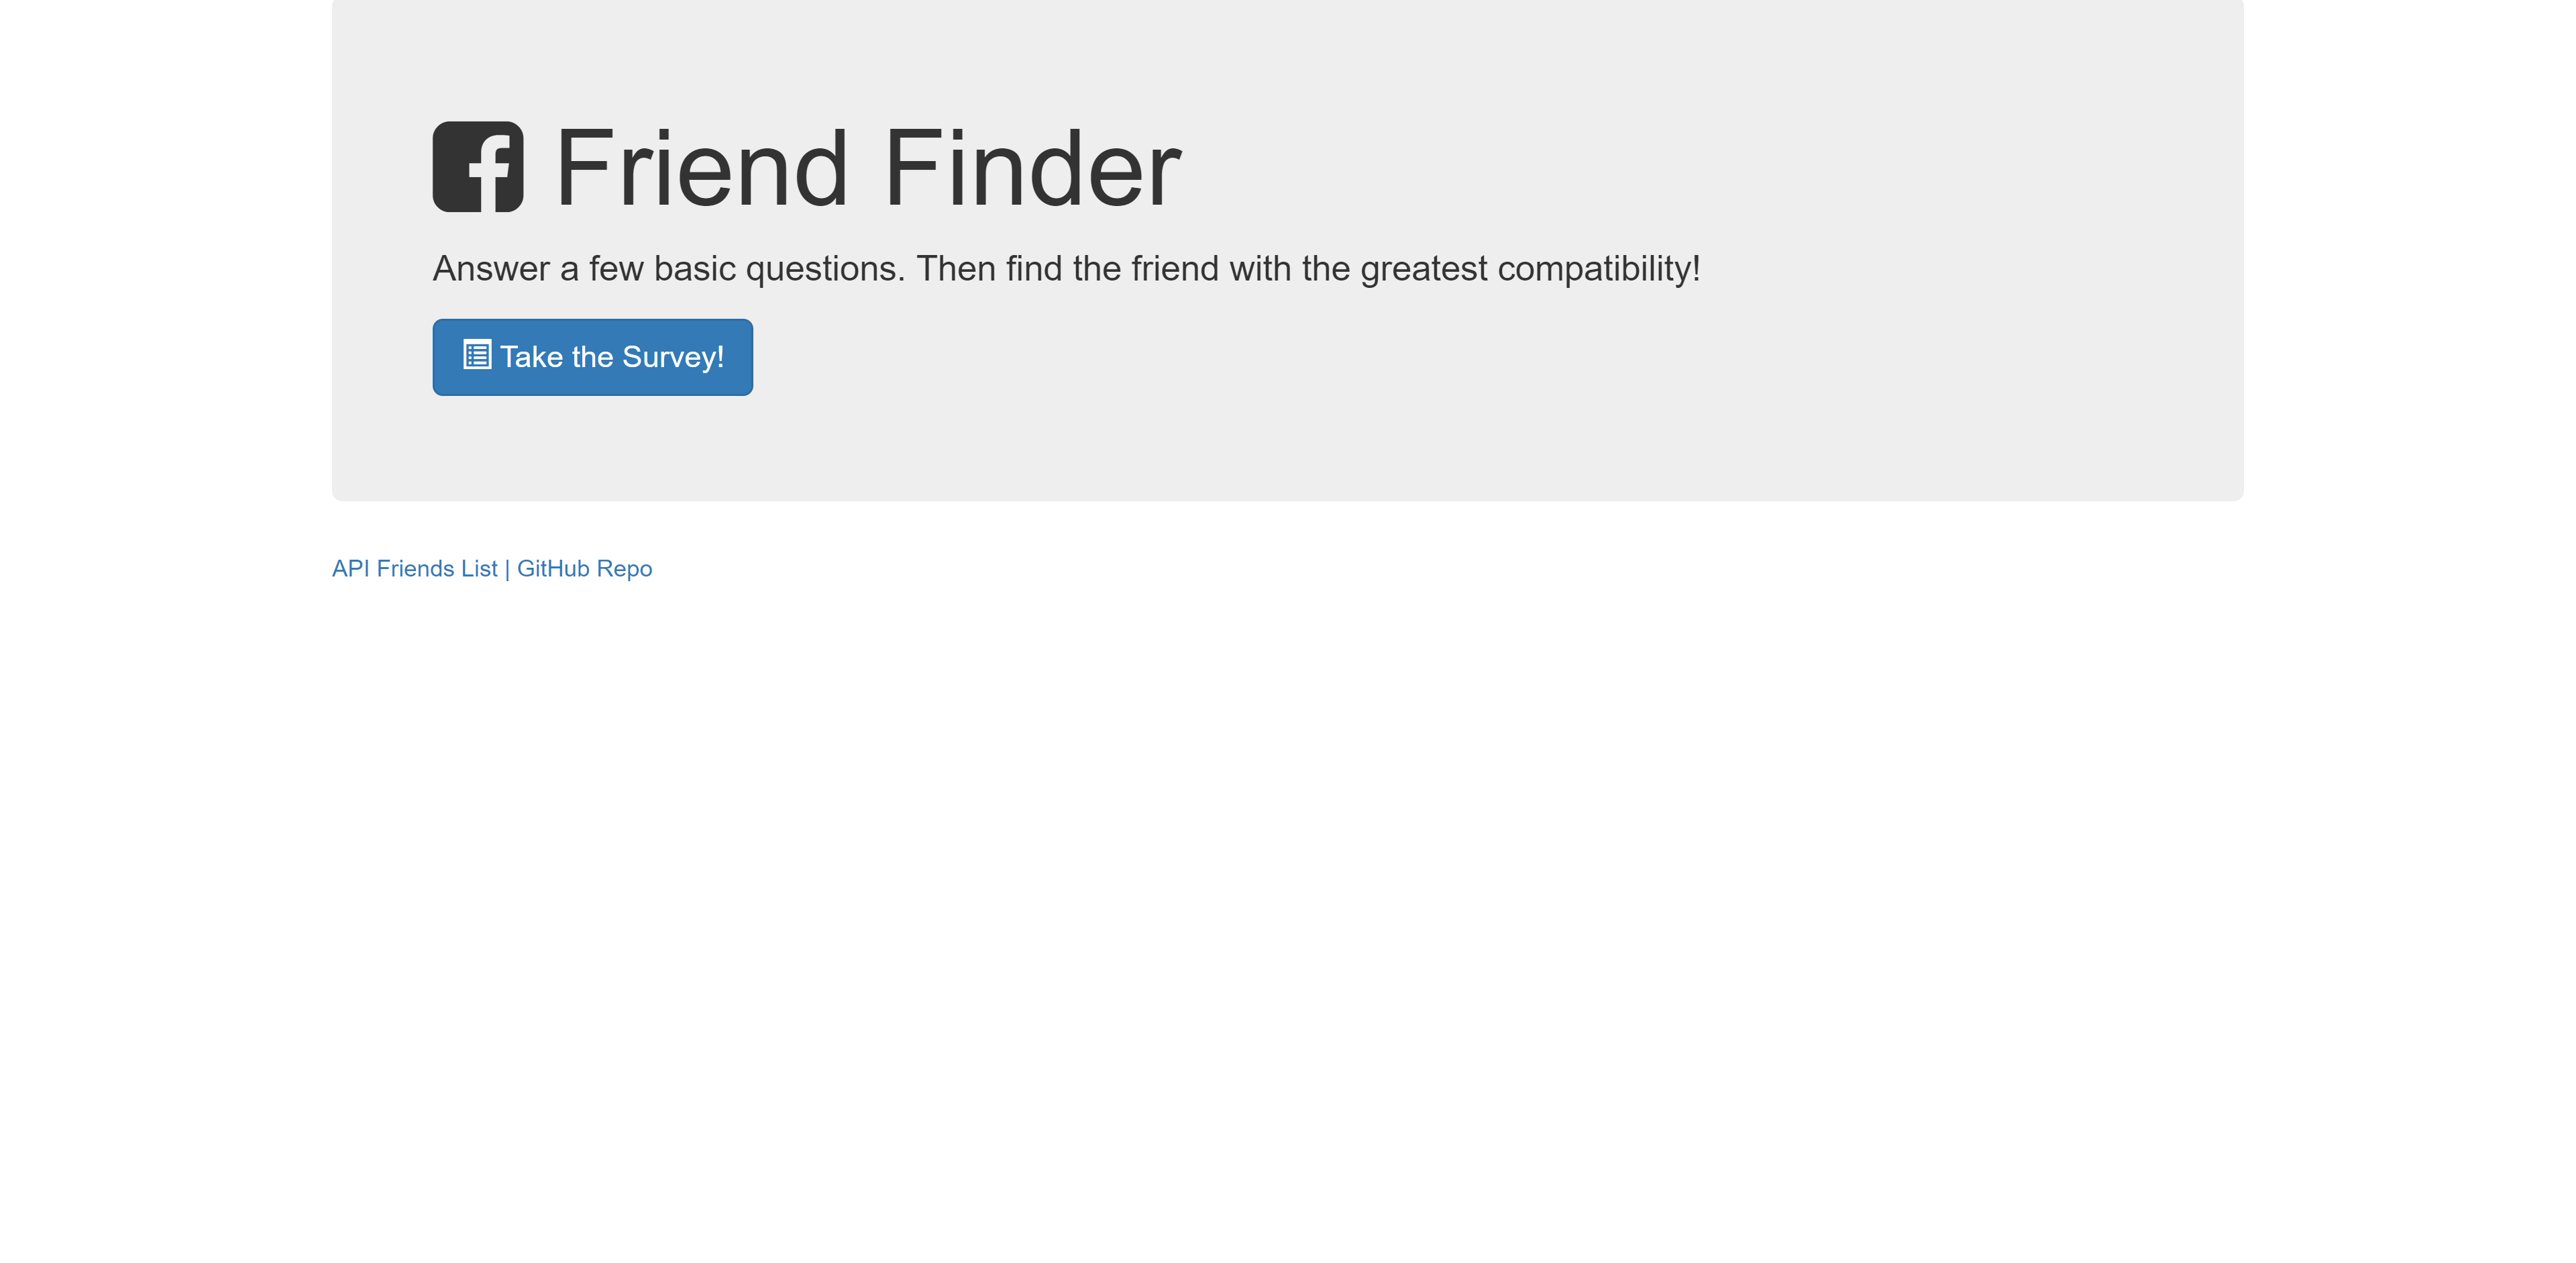 Friend Finder
Answer a few basic questions. Then find the friend with the greatest compatibility!
Take the Survey!
API Friends List | GitHub Repo